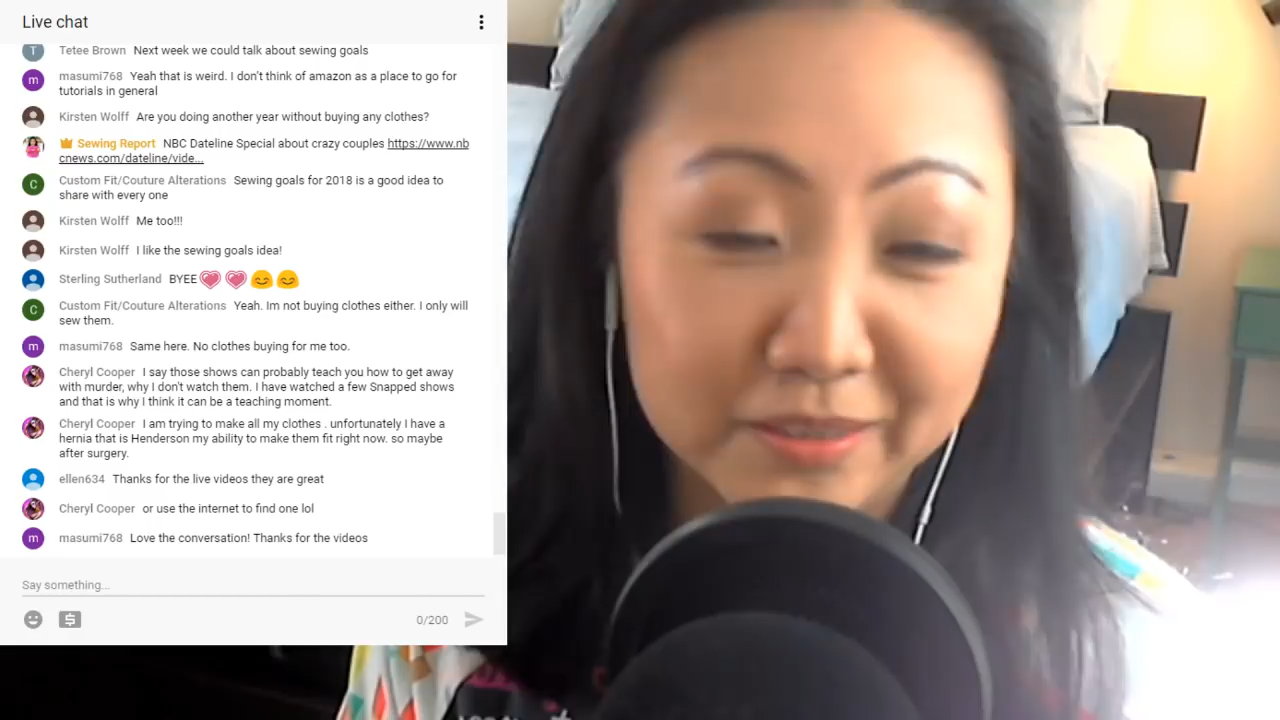 Live chat
T Tetee Brown Next week we could talk about sewing goals
m masumi768 Yeah that is weird. I don't think of amazon as a place to go for
tutorials in general
Kirsten Wolff Are you doing another year without buying any clothes?
Sewing Report NBC Dateline Special about crazy couples https://www.nb
cnews.com/dateline/vide...
C Custom Fit/Couture Alterations Sewing goals for 2018 is a good idea to
share with every one
Kirsten Wolff Me too!!!
Kirsten Wolff I like the sewing goals idea!
Sterling Sutherland BYEE💗💗😊😊
C Custom Fit/Couture Alterations Yeah. Im not buying clothes either. I only will
sew them.
m masumi768 Same here. No clothes buying for me too.
Cheryl Cooper I say those shows can probably teach you how to get away
with murder, why I don't watch them. I have watched a few Snapped shows
and that is why I think it can be a teaching moment.
Cheryl Cooper I am trying to make all my clothes . unfortunately I have a
hernia that is Henderson my ability to make them fit right now. so maybe
after surgery.
ellen634 Thanks for the live videos they are great
Cheryl Cooper or use the internet to find one lol
m masumi768 Love the conversation! Thanks for the videos
Say something...
$ 0/200